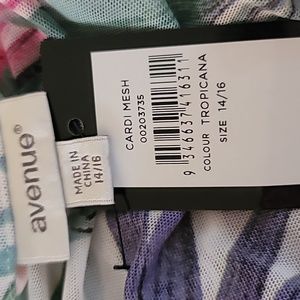 avenue®
MADE IN
CHINA
14/16
CARDI MESH
00203735
9 346637 416311
COLOUR TROPICANA
SIZE 14/16